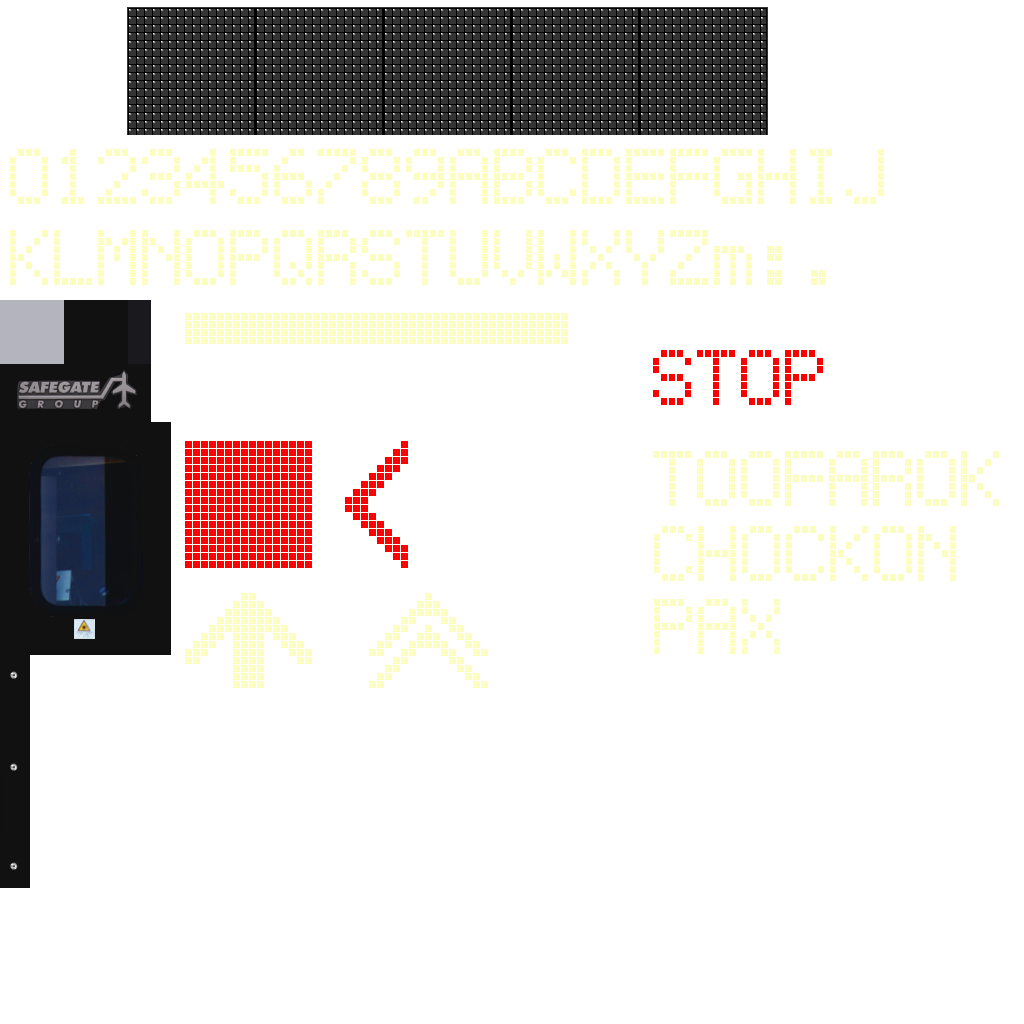 0123456789ABCDEFGHIJ
KLMNOPQRSTUVWXYZm:.
SAFEGATE
GROUP
STOP
TOOFAROK
CHOCKON
PAX